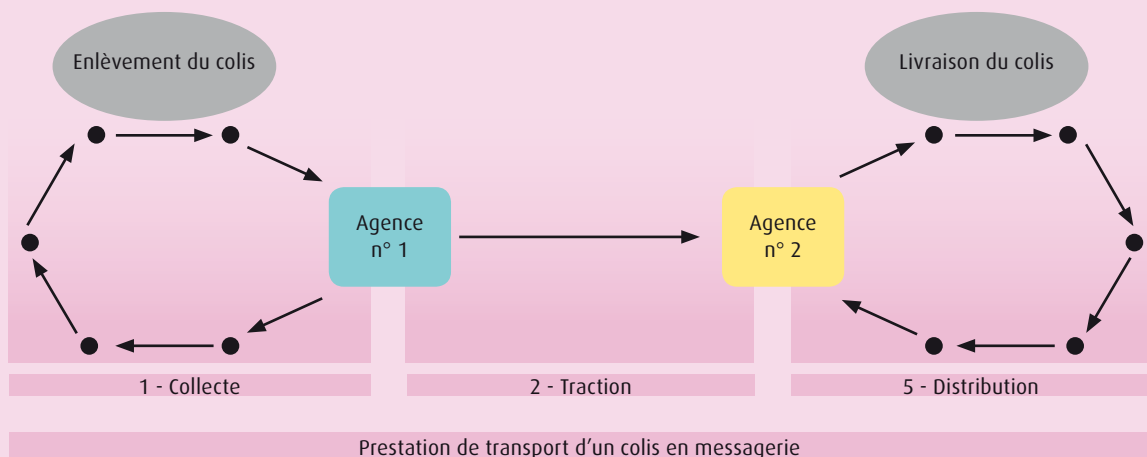 Enlèvement du colis
Livraison du colis
Agence
n° 1
Agence
n° 2
1 - Collecte
2 - Traction
5 - Distribution
Prestation de transport d'un colis en messagerie